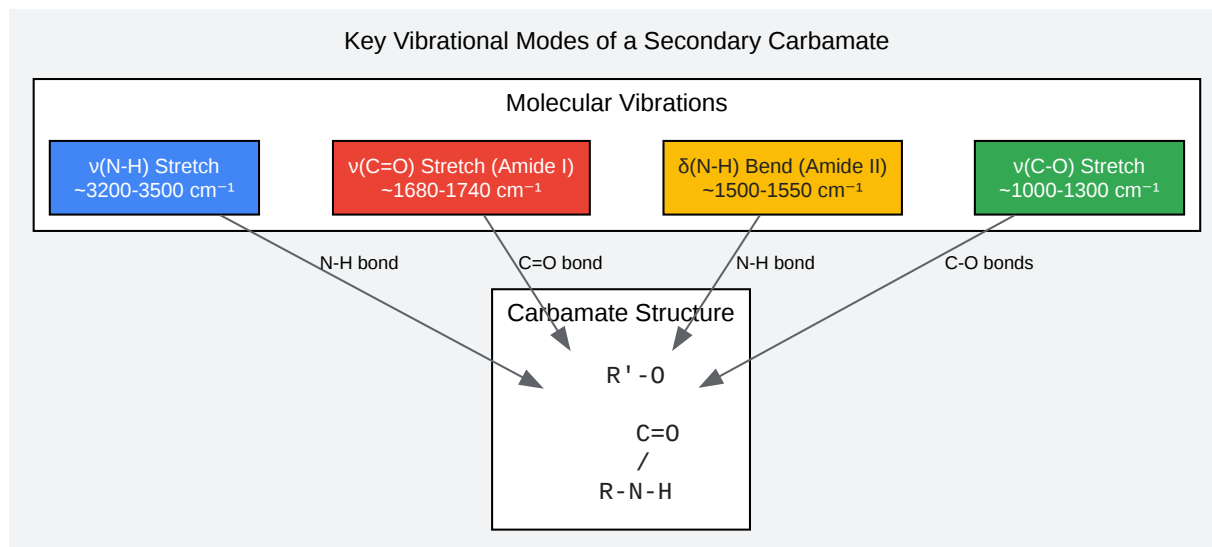 Key Vibrational Modes of a Secondary Carbamate
Molecular Vibrations
ν(N-H) Stretch
~3200-3500 cm⁻¹
ν(C=O) Stretch (Amide I)
~1680-1740 cm⁻¹
δ(N-H) Bend (Amide II)
~1500-1550 cm⁻¹
ν(C-O) Stretch
~1000-1300 cm⁻¹
N-H bond
C=O bond
N-H bond
C-O bonds
Carbamate Structure
R'-O
C=O
/
R-N-H